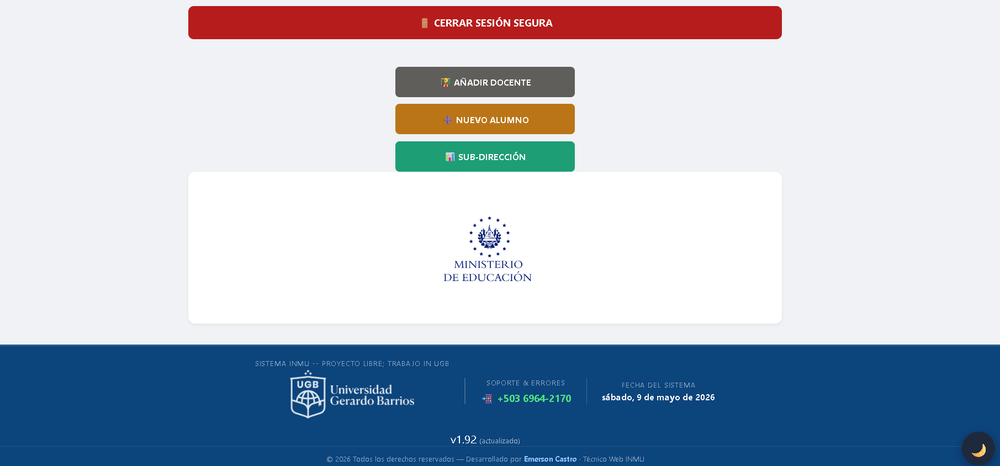 CERRAR SESIÓN SEGURA
AÑADIR DOCENTE
NUEVO ALUMNO
SUB-DIRECCIÓN
MINISTERIO
DE EDUCACIÓN
SISTEMA INMU -- PROYECTO LIBRE; TRABAJO IN UGB
UGB
Universidad
Gerardo Barrios
SOPORTE & ERRORES
+503 6964-2170
FECHA DEL SISTEMA
sábado, 9 de mayo de 2026
v1.92 (actualizado)
© 2026 Todos los derechos reservados — Desarrollado por Emerson Castro · Técnico Web INMU